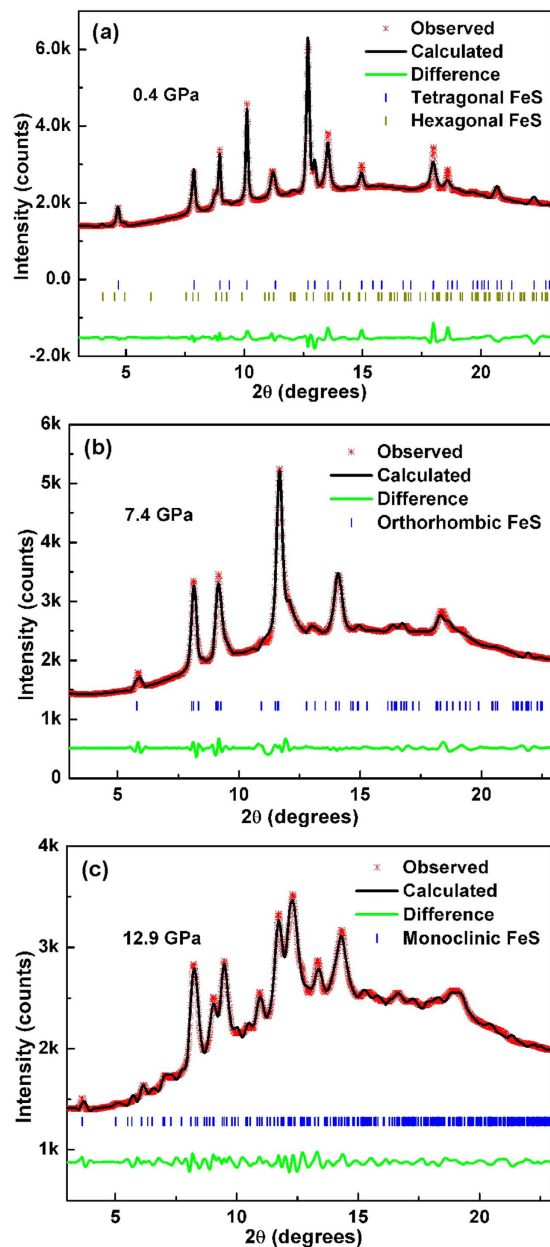 (a)
Observed
Calculated
Difference
Tetragonal FeS
Hexagonal FeS
0.4 GPa
Intensity (counts)
6.0k
4.0k
2.0k
0.0
-2.0k
5
10
15
20
2θ (degrees)
(b)
Observed
Calculated
Difference
Orthorhombic FeS
7.4 GPa
Intensity (counts)
6k
5k
4k
3k
2k
1k
0
5
10
15
20
2θ (degrees)
(c)
Observed
Calculated
Difference
Monoclinic FeS
12.9 GPa
Intensity (counts)
4k
3k
2k
1k
5
10
15
20
2θ (degrees)